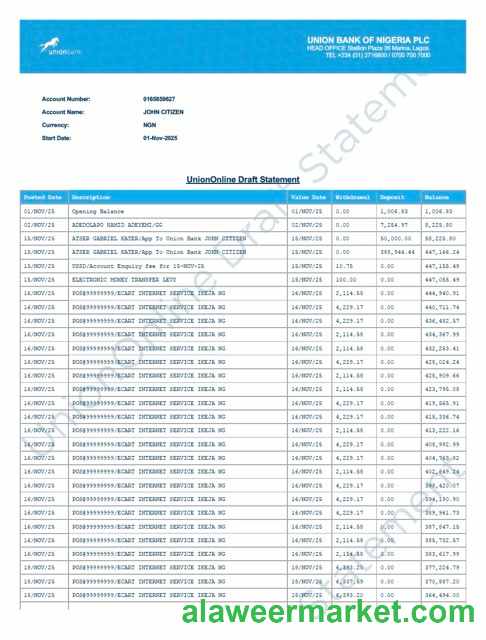 unionbank
UNION BANK OF NIGERIA PLC
HEAD OFFICE Stallion Plaza 36 Marina, Lagos.
TEL +234 (01) 2716800 / 0700 700 7000
Account Number: 0165859627
Account Name: JOHN CITIZEN
Currency: NGN
Start Date: 01-Nov-2025
UnionOnline Draft Statement
Posted Date Description Value Date Withdrawal Deposit Balance
01/NOV/25 Opening Balance 01/NOV/25 0.00
02/NOV/25 ADEDOLAPO HAMID ADEYEMI/GG 02/NOV/25 0.00 8,225.80
15/NOV/25 ATSER GABRIEL KATER/App To Union Bank JOHN CITIZEN 15/NOV/25 0.00 50,000.00 58,225.80
15/NOV/25 ATSER GABRIEL KATER/App To Union Bank JOHN CITIZEN 15/NOV/25 0.00 447,166.24
15/NOV/25 USSD/Account Enquiry fee for 15-NOV-25 15/NOV/25 10.75 0.00 447,155.49
15/NOV/25 ELECTRONIC MONEY TRANSFER LEVY 15/NOV/25 100.00 0.00 447,055.49
16/NOV/25 POS@99999999/ECART INTERNET SERVICE IKEJA NG 16/NOV/25 2,114.58 0.00 444,940.91
16/NOV/25 POS@99999999/ECART INTERNET SERVICE IKEJA NG 16/NOV/25 4,229.17 0.00 440,711.74
16/NOV/25 POS@99999999/ECART INTERNET SERVICE IKEJA NG 16/NOV/25 4,229.17 0.00 436,482.57
16/NOV/25 POS@99999999/ECART INTERNET SERVICE IKEJA NG 16/NOV/25 2,114.58 0.00 434,367.99
16/NOV/25 POS@99999999/ECART INTERNET SERVICE IKEJA NG 16/NOV/25 2,114.58 0.00 432,253.41
16/NOV/25 POS@99999999/ECART INTERNET SERVICE IKEJA NG 16/NOV/25 4,229.17 0.00 428,024.24
16/NOV/25 POS@99999999/ECART INTERNET SERVICE IKEJA NG 16/NOV/25 2,114.58 0.00 425,909.66
16/NOV/25 POS@99999999/ECART INTERNET SERVICE IKEJA NG 16/NOV/25 2,114.58 0.00 423,795.08
16/NOV/25 POS@99999999/ECART INTERNET SERVICE IKEJA NG 16/NOV/25 4,229.17 0.00 419,565.91
16/NOV/25 POS@99999999/ECART INTERNET SERVICE IKEJA NG 16/NOV/25 4,229.17 0.00 415,336.74
16/NOV/25 POS@99999999/ECART INTERNET SERVICE IKEJA NG 16/NOV/25 2,114.58 0.00 413,222.16
16/NOV/25 POS@99999999/ECART INTERNET SERVICE IKEJA NG 16/NOV/25 4,229.17 0.00 408,992.99
16/NOV/25 POS@99999999/ECART INTERNET SERVICE IKEJA NG 16/NOV/25 4,229.17 0.00 404,763.82
16/NOV/25 POS@99999999/ECART INTERNET SERVICE IKEJA NG 16/NOV/25 2,114.58 0.00 402,649.24
16/NOV/25 POS@99999999/ECART INTERNET SERVICE IKEJA NG 16/NOV/25 4,229.17 0.00 398,420.07
16/NOV/25 POS@99999999/ECART INTERNET SERVICE IKEJA NG 16/NOV/25 4,229.17 0.00 394,190.90
16/NOV/25 POS@99999999/ECART INTERNET SERVICE IKEJA NG 16/NOV/25 4,229.17 0.00 389,961.73
16/NOV/25 POS@99999999/ECART INTERNET SERVICE IKEJA NG 16/NOV/25 2,114.58 0.00 387,847.15
16/NOV/25 POS@99999999/ECART INTERNET SERVICE IKEJA NG 16/NOV/25 2,114.58 0.00 385,732.57
16/NOV/25 POS@99999999/ECART INTERNET SERVICE IKEJA NG 16/NOV/25 2,114.58 0.00 383,617.99
18/NOV/25 POS@99999999/ECART INTERNET SERVICE IKEJA NG 18/NOV/25 6,393.20 0.00 377,224.79
18/NOV/25 POS@99999999/ECART INTERNET SERVICE IKEJA NG 18/NOV/25 0.00 370,887.20
18/NOV/25 POS@99999999/ECART INTERNET SERVICE IKEJA NG 18/NOV/25 6,393.20 0.00 364,494.00
UnionOnline Draft Statement
Statement
alaweermarket.com